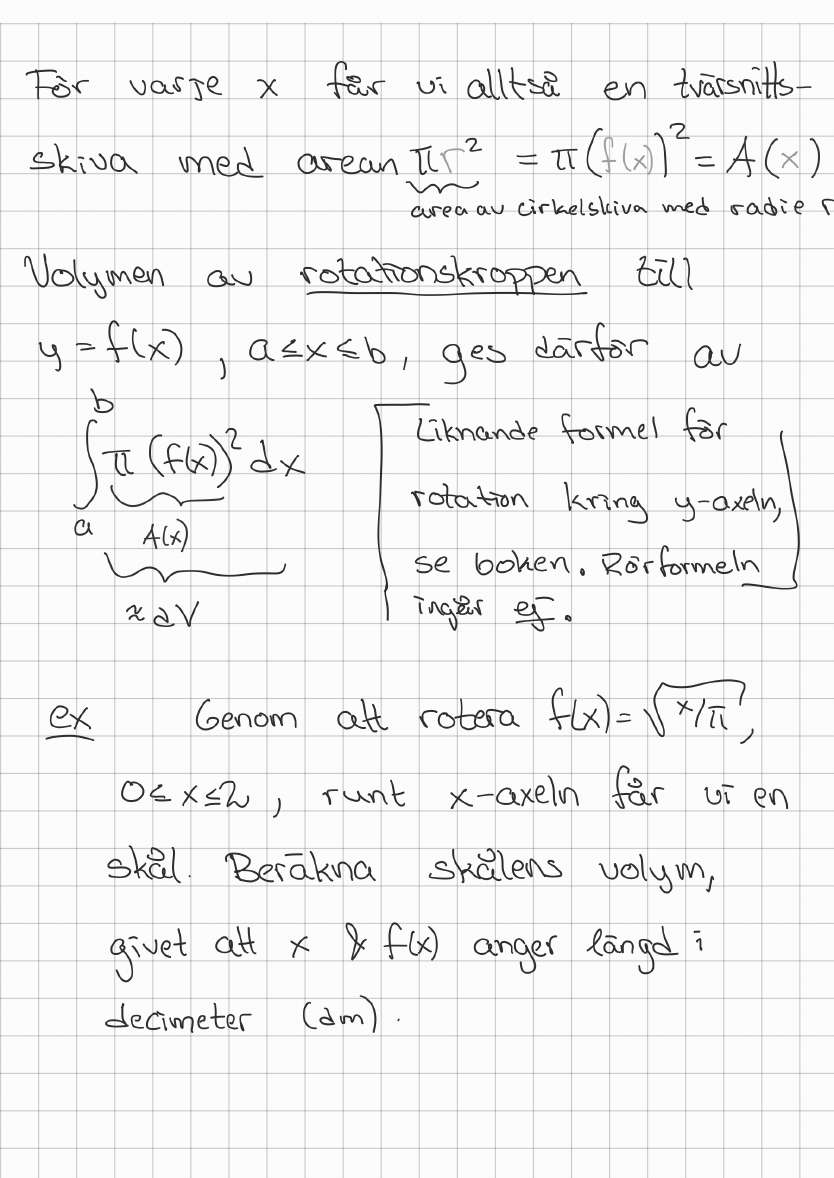 För varje x får vi alltså en tvärsnitts-
skiva med arean πr² = π(f(x))² = A(x)
area av cirkelskiva med radie r
Volymen av rotationskroppen till
y = f(x) , a ≤ x ≤ b, ges därför av
∫ₐᵇ π (f(x))² dx
A(x)
≈ dV
Liknande formel för
rotation kring y-axeln,
se boken. Rörformeln
ingår ej.
ex Genom att rotera f(x) = √x/π,
0 ≤ x ≤ 2, runt x-axeln får vi en
skål. Beräkna skålens volym,
givet att x & f(x) anger längd i
decimeter (dm).